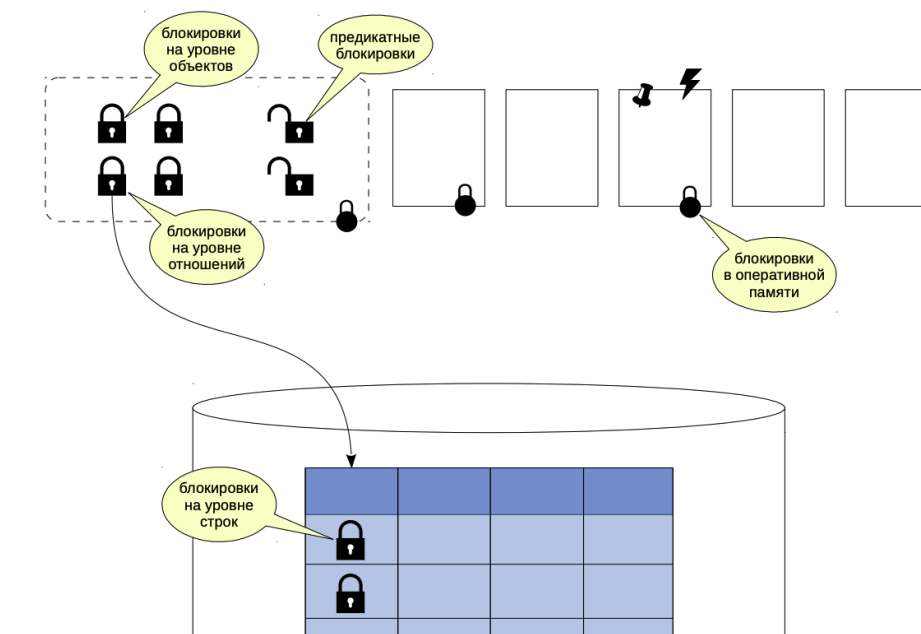 блокировки
на уровне
объектов
предикатные
блокировки
блокировки
на уровне
отношений
блокировки
в оперативной
памяти
блокировки
на уровне
строк